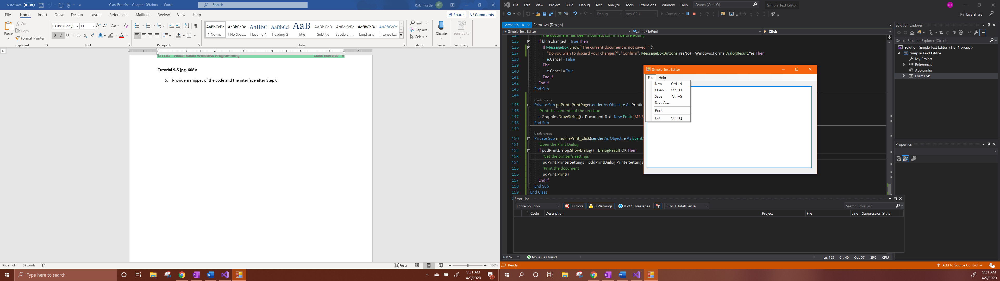 AutoSave Off ClassExercise- Chapter 09.docx - Word Search Rob Trostle RT
File Home Insert Draw Design Layout References Mailings Review View Help Share Comments
Paste Cut Copy Format Painter
Calibri (Body) 11
AaBbCcDc AaBbCcDc AaBbC AaBbCcI AaB AaBbCcD AaBbCcDc AaBbCcDc AaBbCcDc
¶ Normal ¶ No Spac... Heading 1 Heading 2 Title Subtitle Subtle Em... Emphasis Intense E...
Find Replace Select Dictate Sensitivity
Clipboard Font Paragraph Styles Editing Voice Sensitivity
1 1 2 3 4 5 6 7
CIT161 - Visual Basic: Windows Programming Class Exercise - 9
Tutorial 9-5 (pg. 608):
5. Provide a snippet of the code and the interface after Step 6:
Page 4 of 4 59 words Focus 100%
Type here to search 9:21 AM 4/9/2020 2
File Edit View Project Build Debug Test Analyze Tools Extensions Window Help Search (Ctrl+Q) Simple Text Editor RT
Debug Any CPU Continue Live Share
Form1.vb Form1.vb [Design]
Simple Text Editor mnuFilePrint Click
134 'If the document has been modified, confirm before exiting
135 If blnIsChanged = True Then
136 If MessageBox.Show("The current document is not saved. " &
137 "Do you wish to discard your changes?", "Confirm", MessageBoxButtons.YesNo) = Windows.Forms.DialogResult.Yes Then
138 e.Cancel = False
139 Else
140 e.Cancel = True
141 End If
142 End If
143 End Sub
144
0 references
145 Private Sub pdPrint_PrintPage(sender As Object, e As Printin
146 'Print the contents of the text box
147 e.Graphics.DrawString(txtDocument.Text, New Font("MS S
148 End Sub
149
0 references
150 Private Sub mnuFilePrint_Click(sender As Object, e As EventA
151 'Open the Print Dialog
152 If pddPrintDialog.ShowDialog() = DialogResult.OK Then
153 'Get the printer's settings
154 pdPrint.PrinterSettings = pddPrintDialog.PrinterSettings
155 'Print the document
156 pdPrint.Print()
157 End If
158 End Sub
159 End Class
Simple Text Editor
File Help
New Ctrl+N
Open... Ctrl+O
Save Ctrl+S
Save As...
Print
Exit Ctrl+Q
Solution Explorer
Search Solution Explorer (Ctrl+;)
Solution 'Simple Text Editor' (1 of 1 project)
Simple Text Editor
My Project
References
App.config
Form1.vb
Properties
Error List
Entire Solution 0 Errors 0 Warnings 0 of 9 Messages Build + IntelliSense Search Error List
Code Description Project File Line Suppression State
100 % No issues found Ln: 153 Ch: 40 Col: 57 SPC CRLF
Ready Add to Source Control 1
9:21 AM
4/9/2020